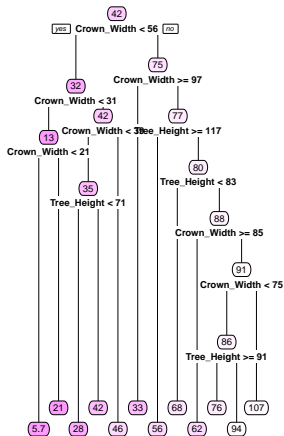 42
yes Crown_Width < 56 no
75
Crown_Width >= 97
32
Crown_Width < 31
42
77
Crown_Width < 39
Tree_Height >= 117
13
Crown_Width < 21
80
Tree_Height < 83
35
Tree_Height < 71
88
Crown_Width >= 85
91
Crown_Width < 75
86
Tree_Height >= 91
21 42 33 68 76 107
5.7 28 46 56 62 94